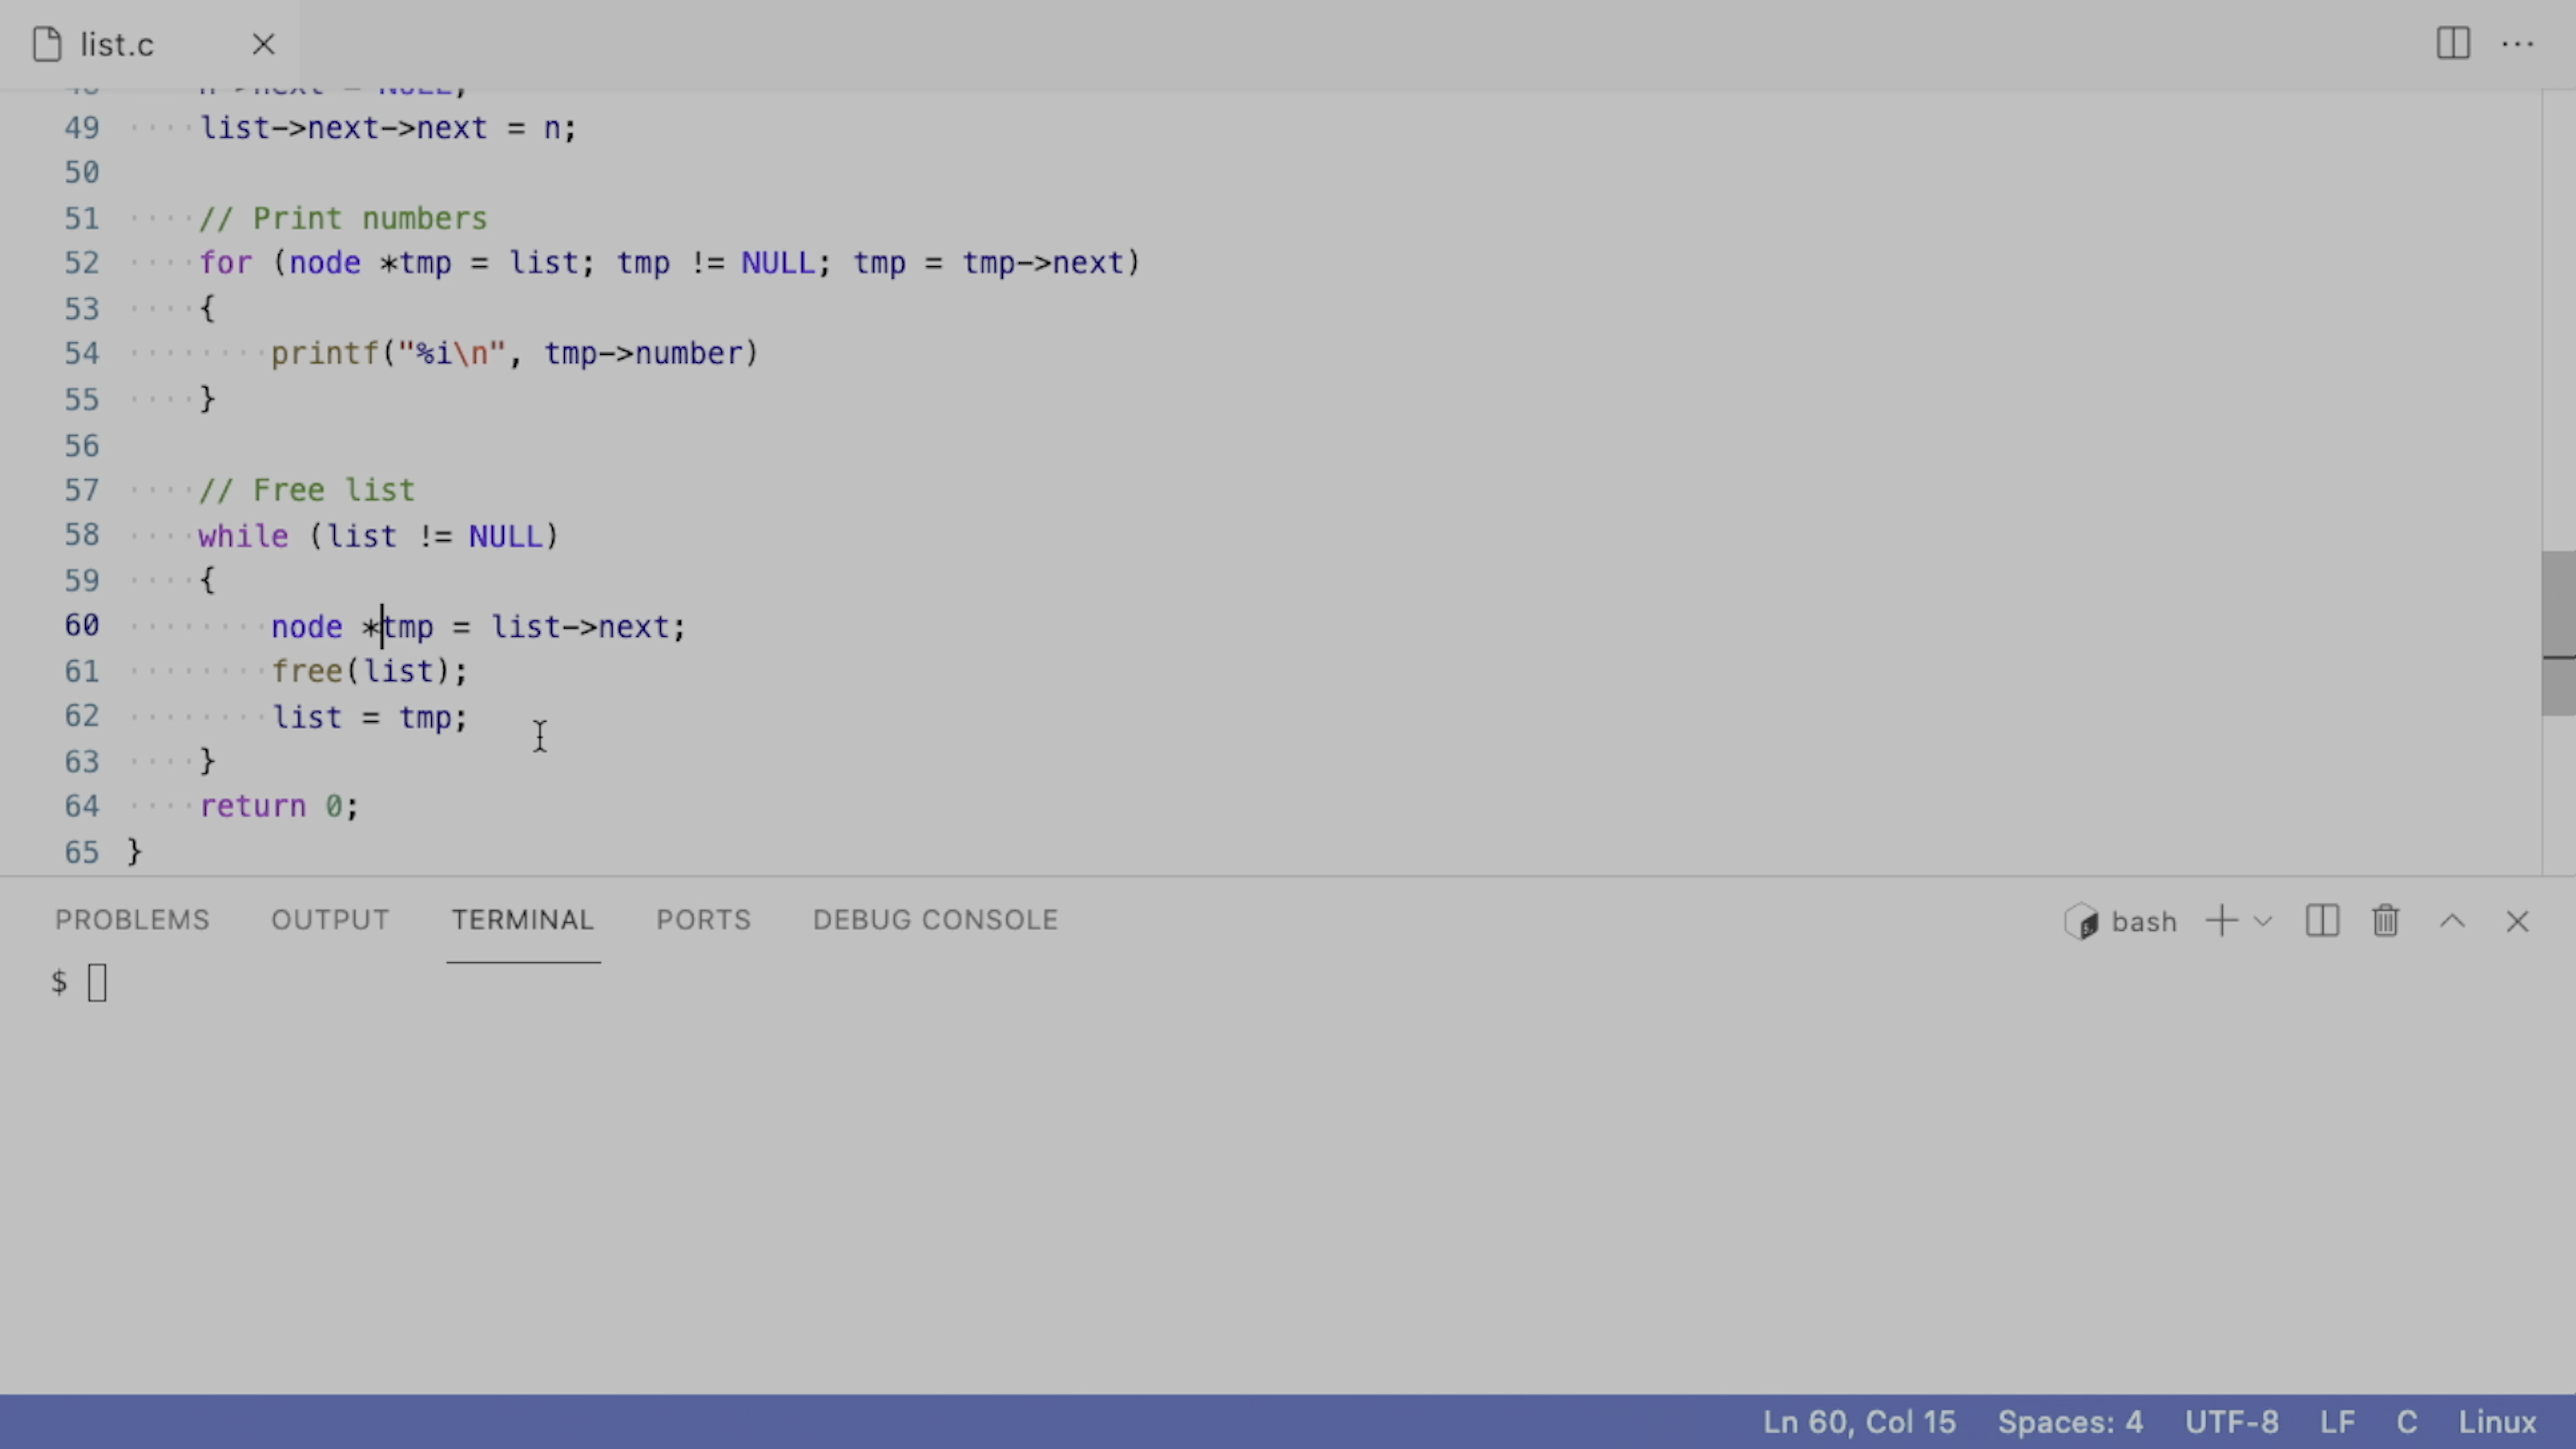 list.c
48 n->next = NULL;
49 list->next->next = n;
50
51 // Print numbers
52 for (node *tmp = list; tmp != NULL; tmp = tmp->next)
53 {
54 printf("%i\n", tmp->number)
55 }
56
57 // Free list
58 while (list != NULL)
59 {
60 node *tmp = list->next;
61 free(list);
62 list = tmp;
63 }
64 return 0;
65 }
PROBLEMS OUTPUT TERMINAL PORTS DEBUG CONSOLE bash
$
Ln 60, Col 15 Spaces: 4 UTF-8 LF C Linux